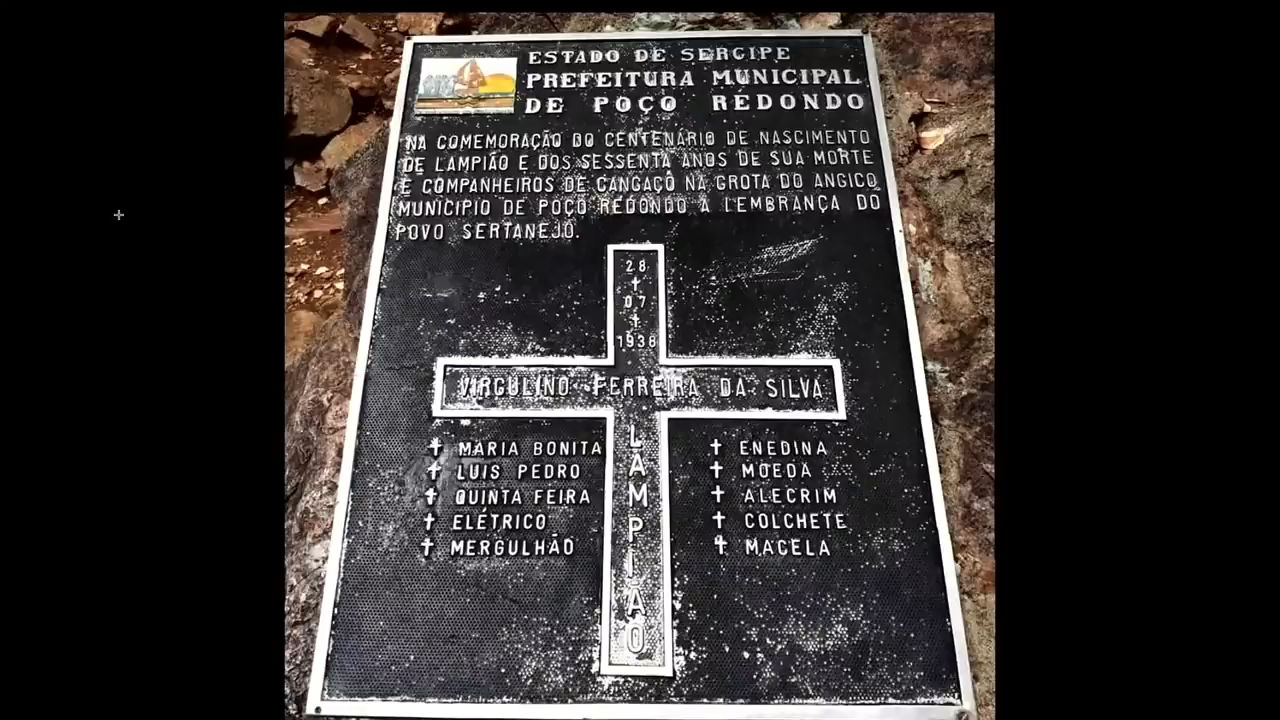 ESTADO DE SERGIPE
PREFEITURA MUNICIPAL
DE POÇO REDONDO
NA COMEMORAÇÃO DO CENTENÁRIO DE NASCIMENTO
DE LAMPIÃO E DOS SESSENTA ANOS DE SUA MORTE
E COMPANHEIROS DE CANGAÇO NA GROTA DO ANGICO
MUNICIPIO DE POÇO REDONDO A LEMBRANÇA DO
POVO SERTANEJO.
28
07
1938
VIRGULINO FERREIRA DA SILVA
LAMPIÃO
MARIA BONITA
LUIS PEDRO
QUINTA FEIRA
ELÉTRICO
MERGULHÃO
ENEDINA
MOEDA
ALECRIM
COLCHETE
MACELA